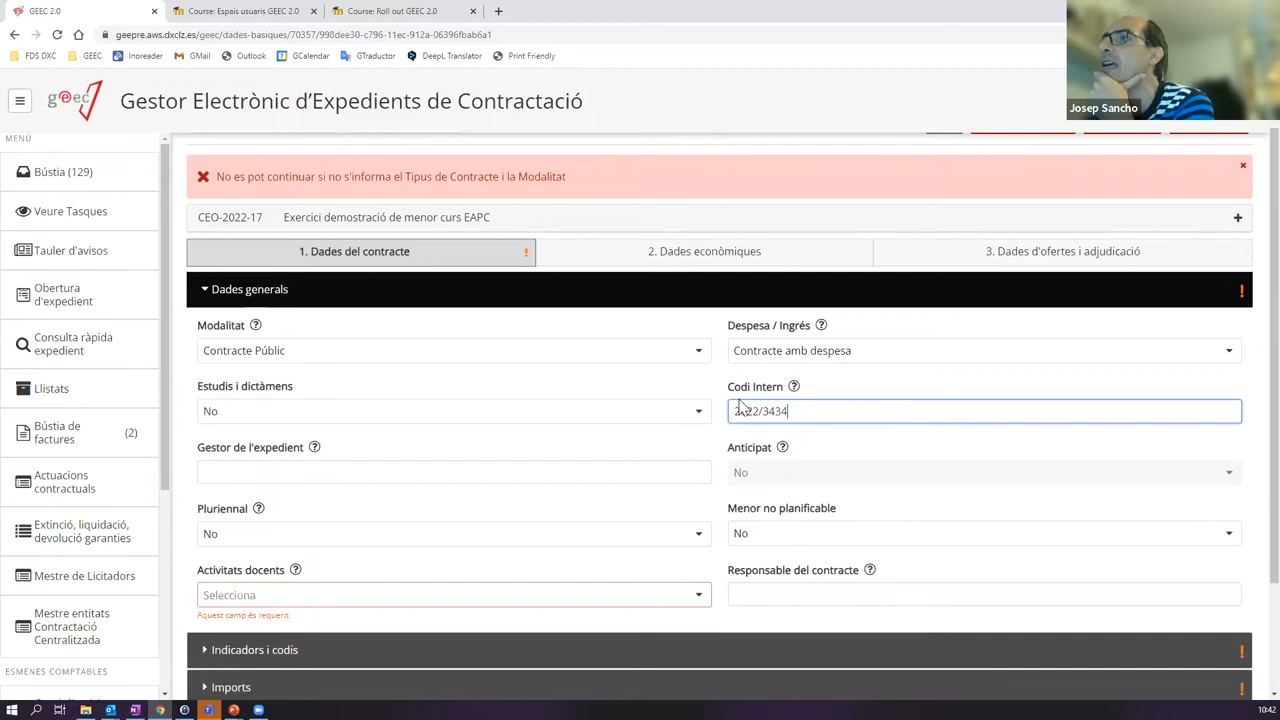 GEEC 2.0
Course: Espais usuaris GEEC 2.0
Course: Roll out GEEC 2.0
geepre.aws.dxclz.es/geec/dades-basiques/70357/998dee30-c796-11ec-912a-06396fbab6a1
FDS DXC
GEEC
Inoreader
GMail
Outlook
GCalendar
GTraductor
DeepL Translator
Print Friendly
Josep Sancho
geec
Gestor Electrònic d'Expedients de Contractació
MENÚ
Bústia (129)
Veure Tasques
Tauler d'avisos
Obertura
d'expedient
Consulta ràpida
expedient
Llistats
Bústia de
factures
(2)
Actuacions
contractuals
Extinció, liquidació,
devolució garanties
Mestre de Licitadors
Mestre entitats
Contractació
Centralitzada
ESMENES COMPTABLES
No es pot continuar si no s'informa el Tipus de Contracte i la Modalitat
CEO-2022-17 Exercici demostració de menor curs EAPC
1. Dades del contracte
2. Dades econòmiques
3. Dades d'ofertes i adjudicació
Dades generals
Modalitat
Contracte Públic
Despesa / Ingrés
Contracte amb despesa
Estudis i dictàmens
No
Codi Intern
Gestor de l'expedient
Anticipat
No
Pluriennal
No
Menor no planificable
No
Activitats docents
Selecciona
Aquest camp és requerit.
Responsable del contracte
Indicadors i codis
Imports
10:42